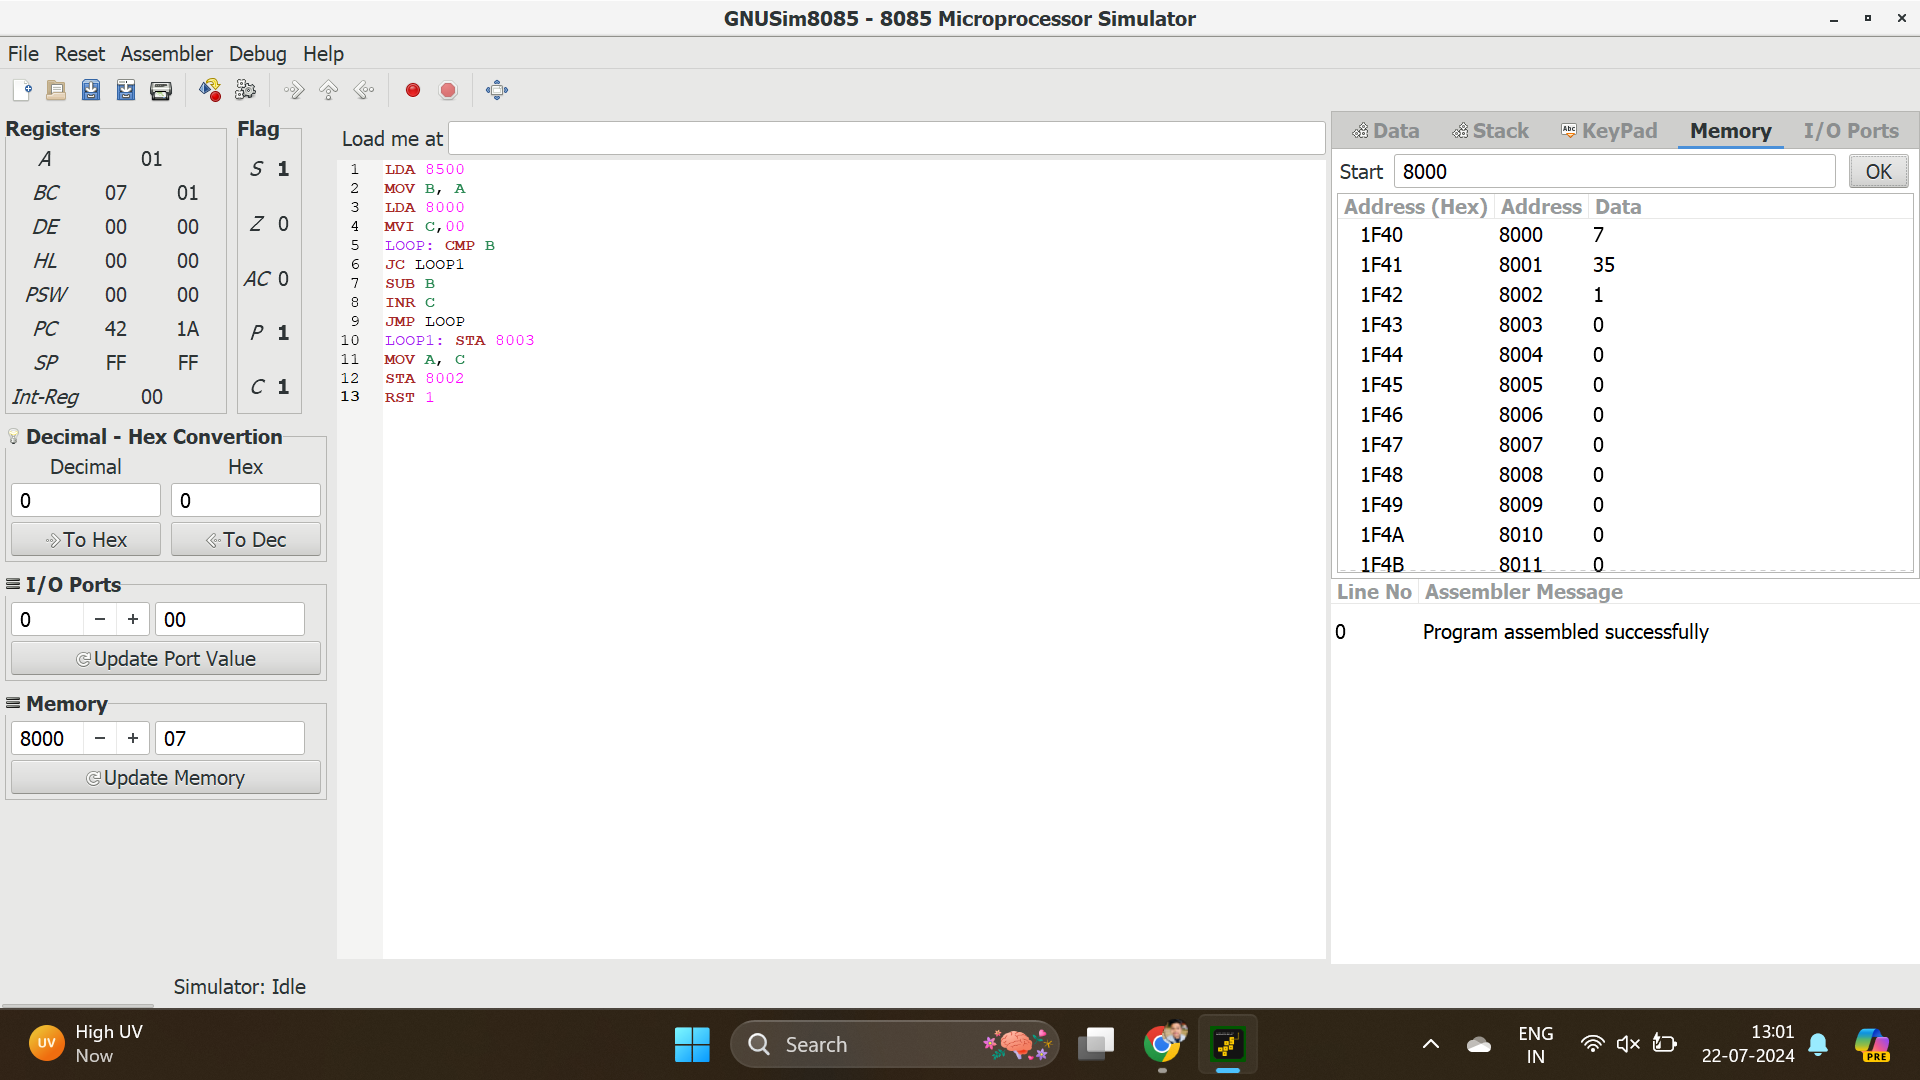 GNUSim8085 - 8085 Microprocessor Simulator
File Reset Assembler Debug Help
Registers
A 01
BC 07 01
DE 00 00
HL 00 00
PSW 00 00
PC 42 1A
SP FF FF
Int-Reg 00
Flag
S 1
Z 0
AC 0
P 1
C 1
Decimal - Hex Convertion
Decimal Hex
0 0
To Hex To Dec
I/O Ports
0 − + 00
Update Port Value
Memory
8000 − + 07
Update Memory
Load me at
1 LDA 8500
2 MOV B, A
3 LDA 8000
4 MVI C,00
5 LOOP: CMP B
6 JC LOOP1
7 SUB B
8 INR C
9 JMP LOOP
10 LOOP1: STA 8003
11 MOV A, C
12 STA 8002
13 RST 1
Data Stack Abc KeyPad Memory I/O Ports
Start 8000 OK
Address (Hex) Address Data
1F40 8000 7
1F41 8001 35
1F42 8002 1
1F43 8003 0
1F44 8004 0
1F45 8005 0
1F46 8006 0
1F47 8007 0
1F48 8008 0
1F49 8009 0
1F4A 8010 0
1F4B 8011 0
Line No Assembler Message
0 Program assembled successfully
Simulator: Idle
UV
High UV
Now
Search
ENG
IN
13:01
22-07-2024
PRE